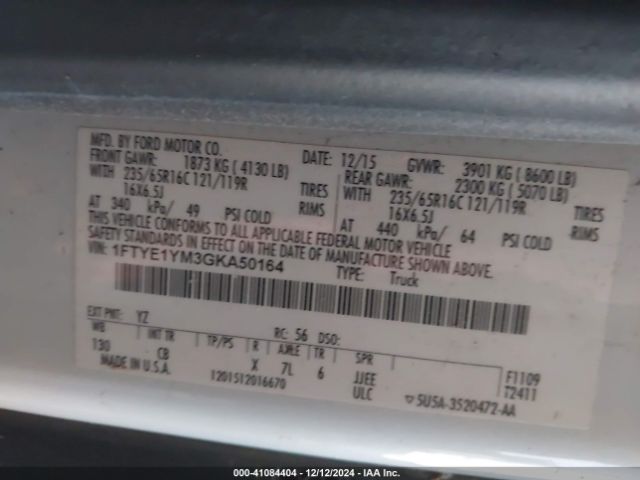 MFD. BY FORD MOTOR CO.
DATE: 12/15 GVWR: 3901 KG ( 8600 LB)
FRONT GAWR: 1873 KG ( 4130 LB)
REAR GAWR: 2300 KG ( 5070 LB)
WITH 235/65R16C 121/119R TIRES
WITH 235/65R16C 121/119R TIRES
16X6.5J RIMS
16X6.5J RIMS
AT 340 kPa/ 49 PSI COLD
AT 440 kPa/ 64 PSI COLD
THIS VEHICLE CONFORMS TO ALL APPLICABLE FEDERAL MOTOR VEHICLE
SAFETY STANDARDS IN EFFECT ON THE DATE OF MANUFACTURE SHOWN ABOVE.
VIN: 1FTYE1YM3GKA50164
TYPE: Truck
EXT PNT: YZ RC: 56 DSO:
WB INT TR TP/PS R AXLE TR SPR
130 CB X 7L 6 JJEE F1109
MADE IN U.S.A. 1201512016670 ULC T2411
5U5A-3520472-AA
000-41084404 - 12/12/2024 - IAA Inc.